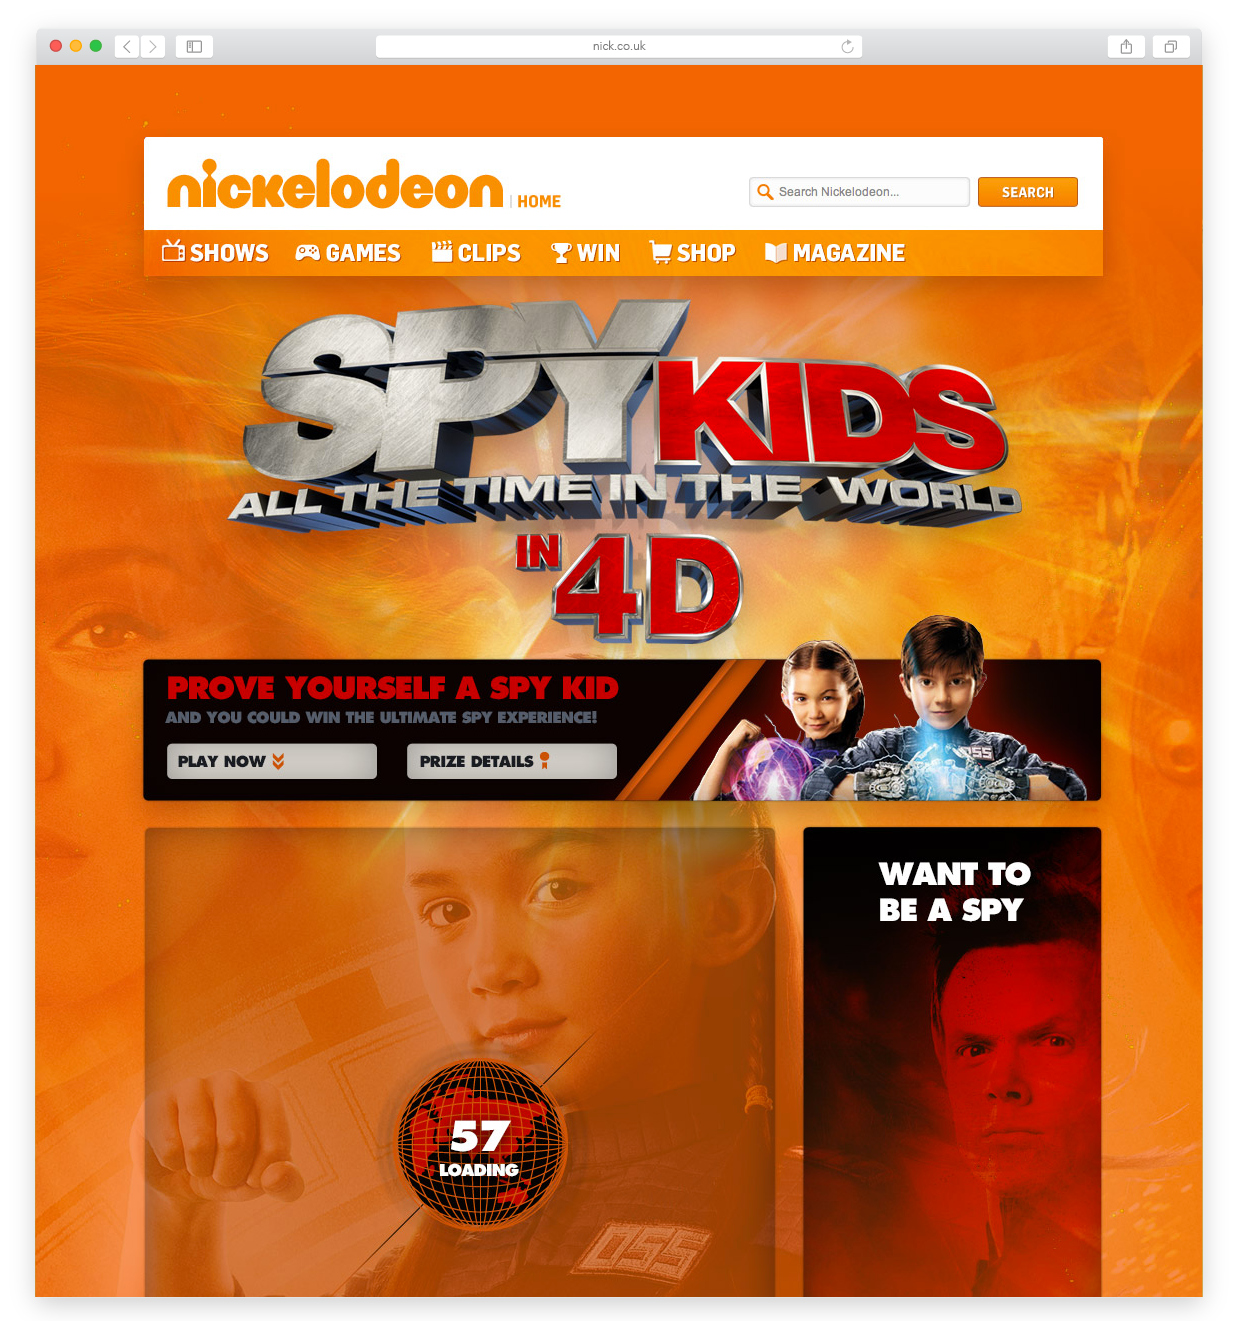 nick.co.uk
nickelodeon | HOME
Search Nickelodeon...
SEARCH
SHOWS
GAMES
CLIPS
WIN
SHOP
MAGAZINE
SPY KIDS
ALL THE TIME IN THE WORLD
IN 4D
PROVE YOURSELF A SPY KID
AND YOU COULD WIN THE ULTIMATE SPY EXPERIENCE!
PLAY NOW
PRIZE DETAILS
OSS
WANT TO
BE A SPY
57
LOADING
OSS